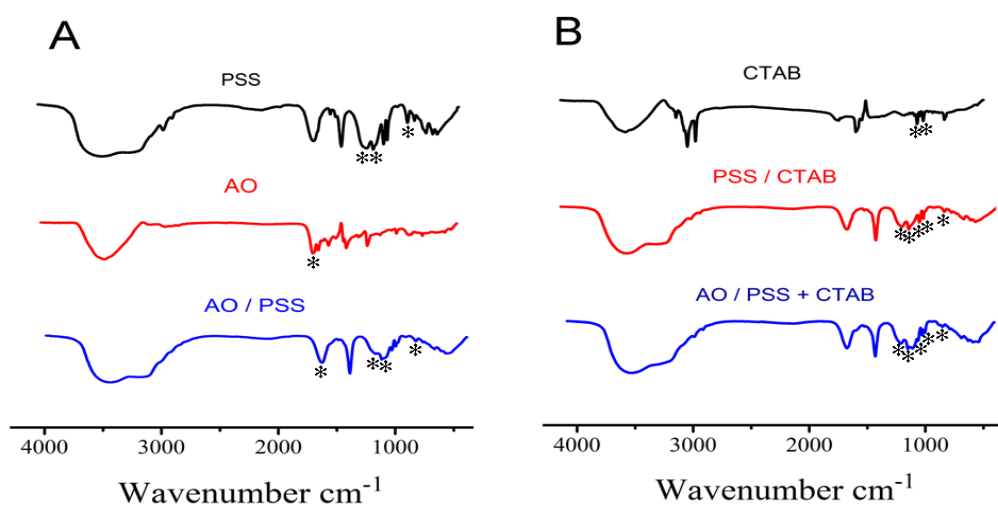 A
PSS
**
*
AO
*
AO / PSS
*
**
*
4000 3000 2000 1000
Wavenumber cm⁻¹
B
CTAB
**
PSS / CTAB
*****
AO / PSS + CTAB
*****
4000 3000 2000 1000
Wavenumber cm⁻¹